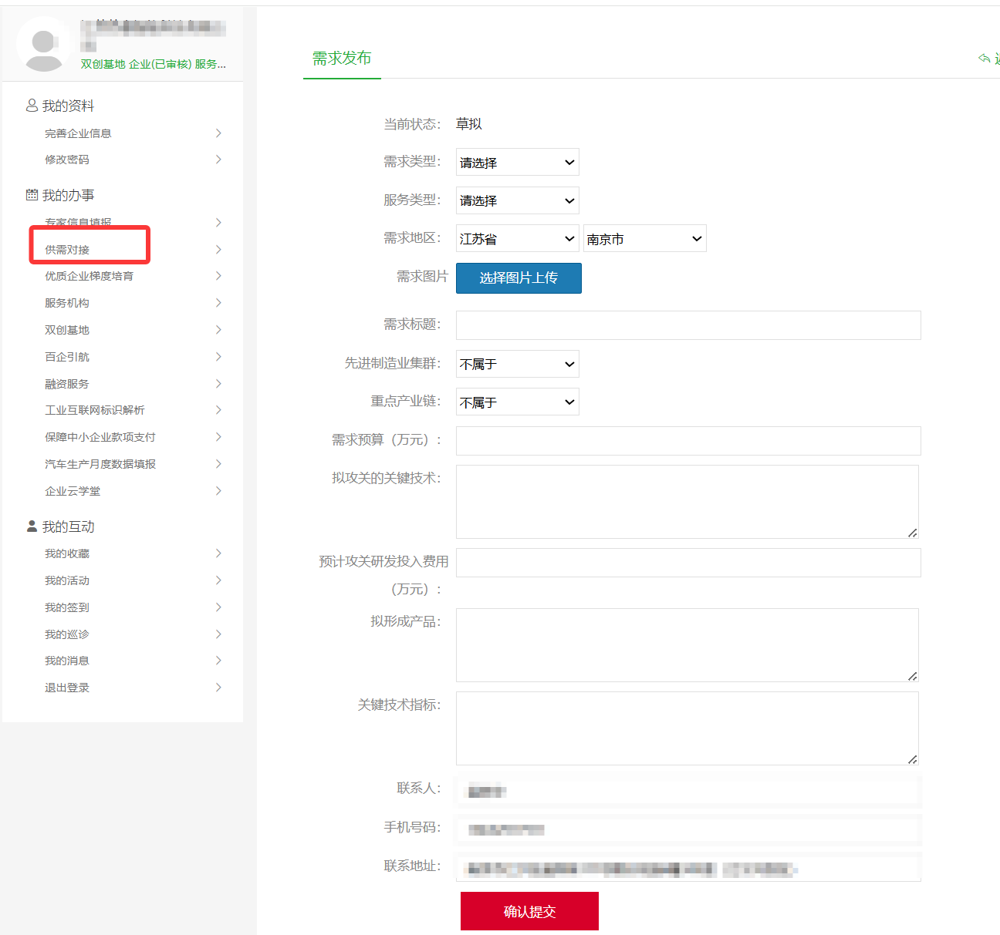 双创基地 企业(已审核) 服务...
我的资料
完善企业信息
修改密码
我的办事
专家信息填报
供需对接
优质企业梯度培育
服务机构
双创基地
百企引航
融资服务
工业互联网标识解析
保障中小企业款项支付
汽车生产月度数据填报
企业云学堂
我的互动
我的收藏
我的活动
我的签到
我的巡诊
我的消息
退出登录
需求发布
当前状态： 草拟
需求类型： 请选择
服务类型： 请选择
需求地区： 江苏省 南京市
需求图片 选择图片上传
需求标题：
先进制造业集群： 不属于
重点产业链： 不属于
需求预算（万元）：
拟攻关的关键技术：
预计攻关研发投入费用
（万元）：
拟形成产品：
关键技术指标：
联系人：
手机号码：
联系地址：
确认提交